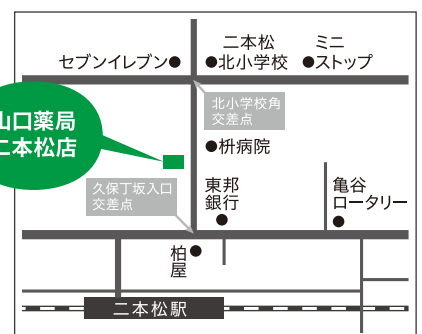 二本松
北小学校
ミニ
ストップ
セブンイレブン
北小学校角
交差点
山口薬局
二本松店
枡病院
久保丁坂入口
交差点
東邦
銀行
亀谷
ロータリー
柏
屋
二本松駅